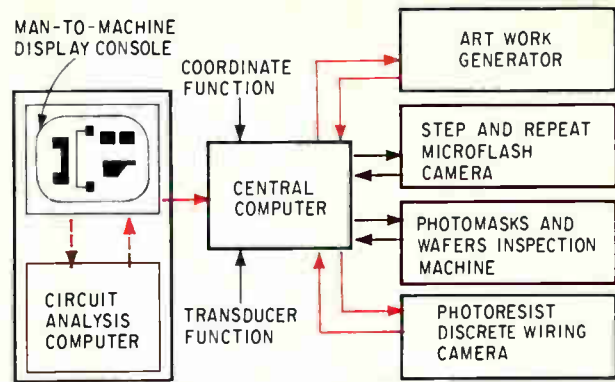 MAN-TO-MACHINE
DISPLAY CONSOLE
CIRCUIT
ANALYSIS
COMPUTER
COORDINATE
FUNCTION
CENTRAL
COMPUTER
TRANSDUCER
FUNCTION
ART WORK
GENERATOR
STEP AND REPEAT
MICROFLASH
CAMERA
PHOTOMASKS AND
WAFERS INSPECTION
MACHINE
PHOTORESIST
DISCRETE WIRING
CAMERA